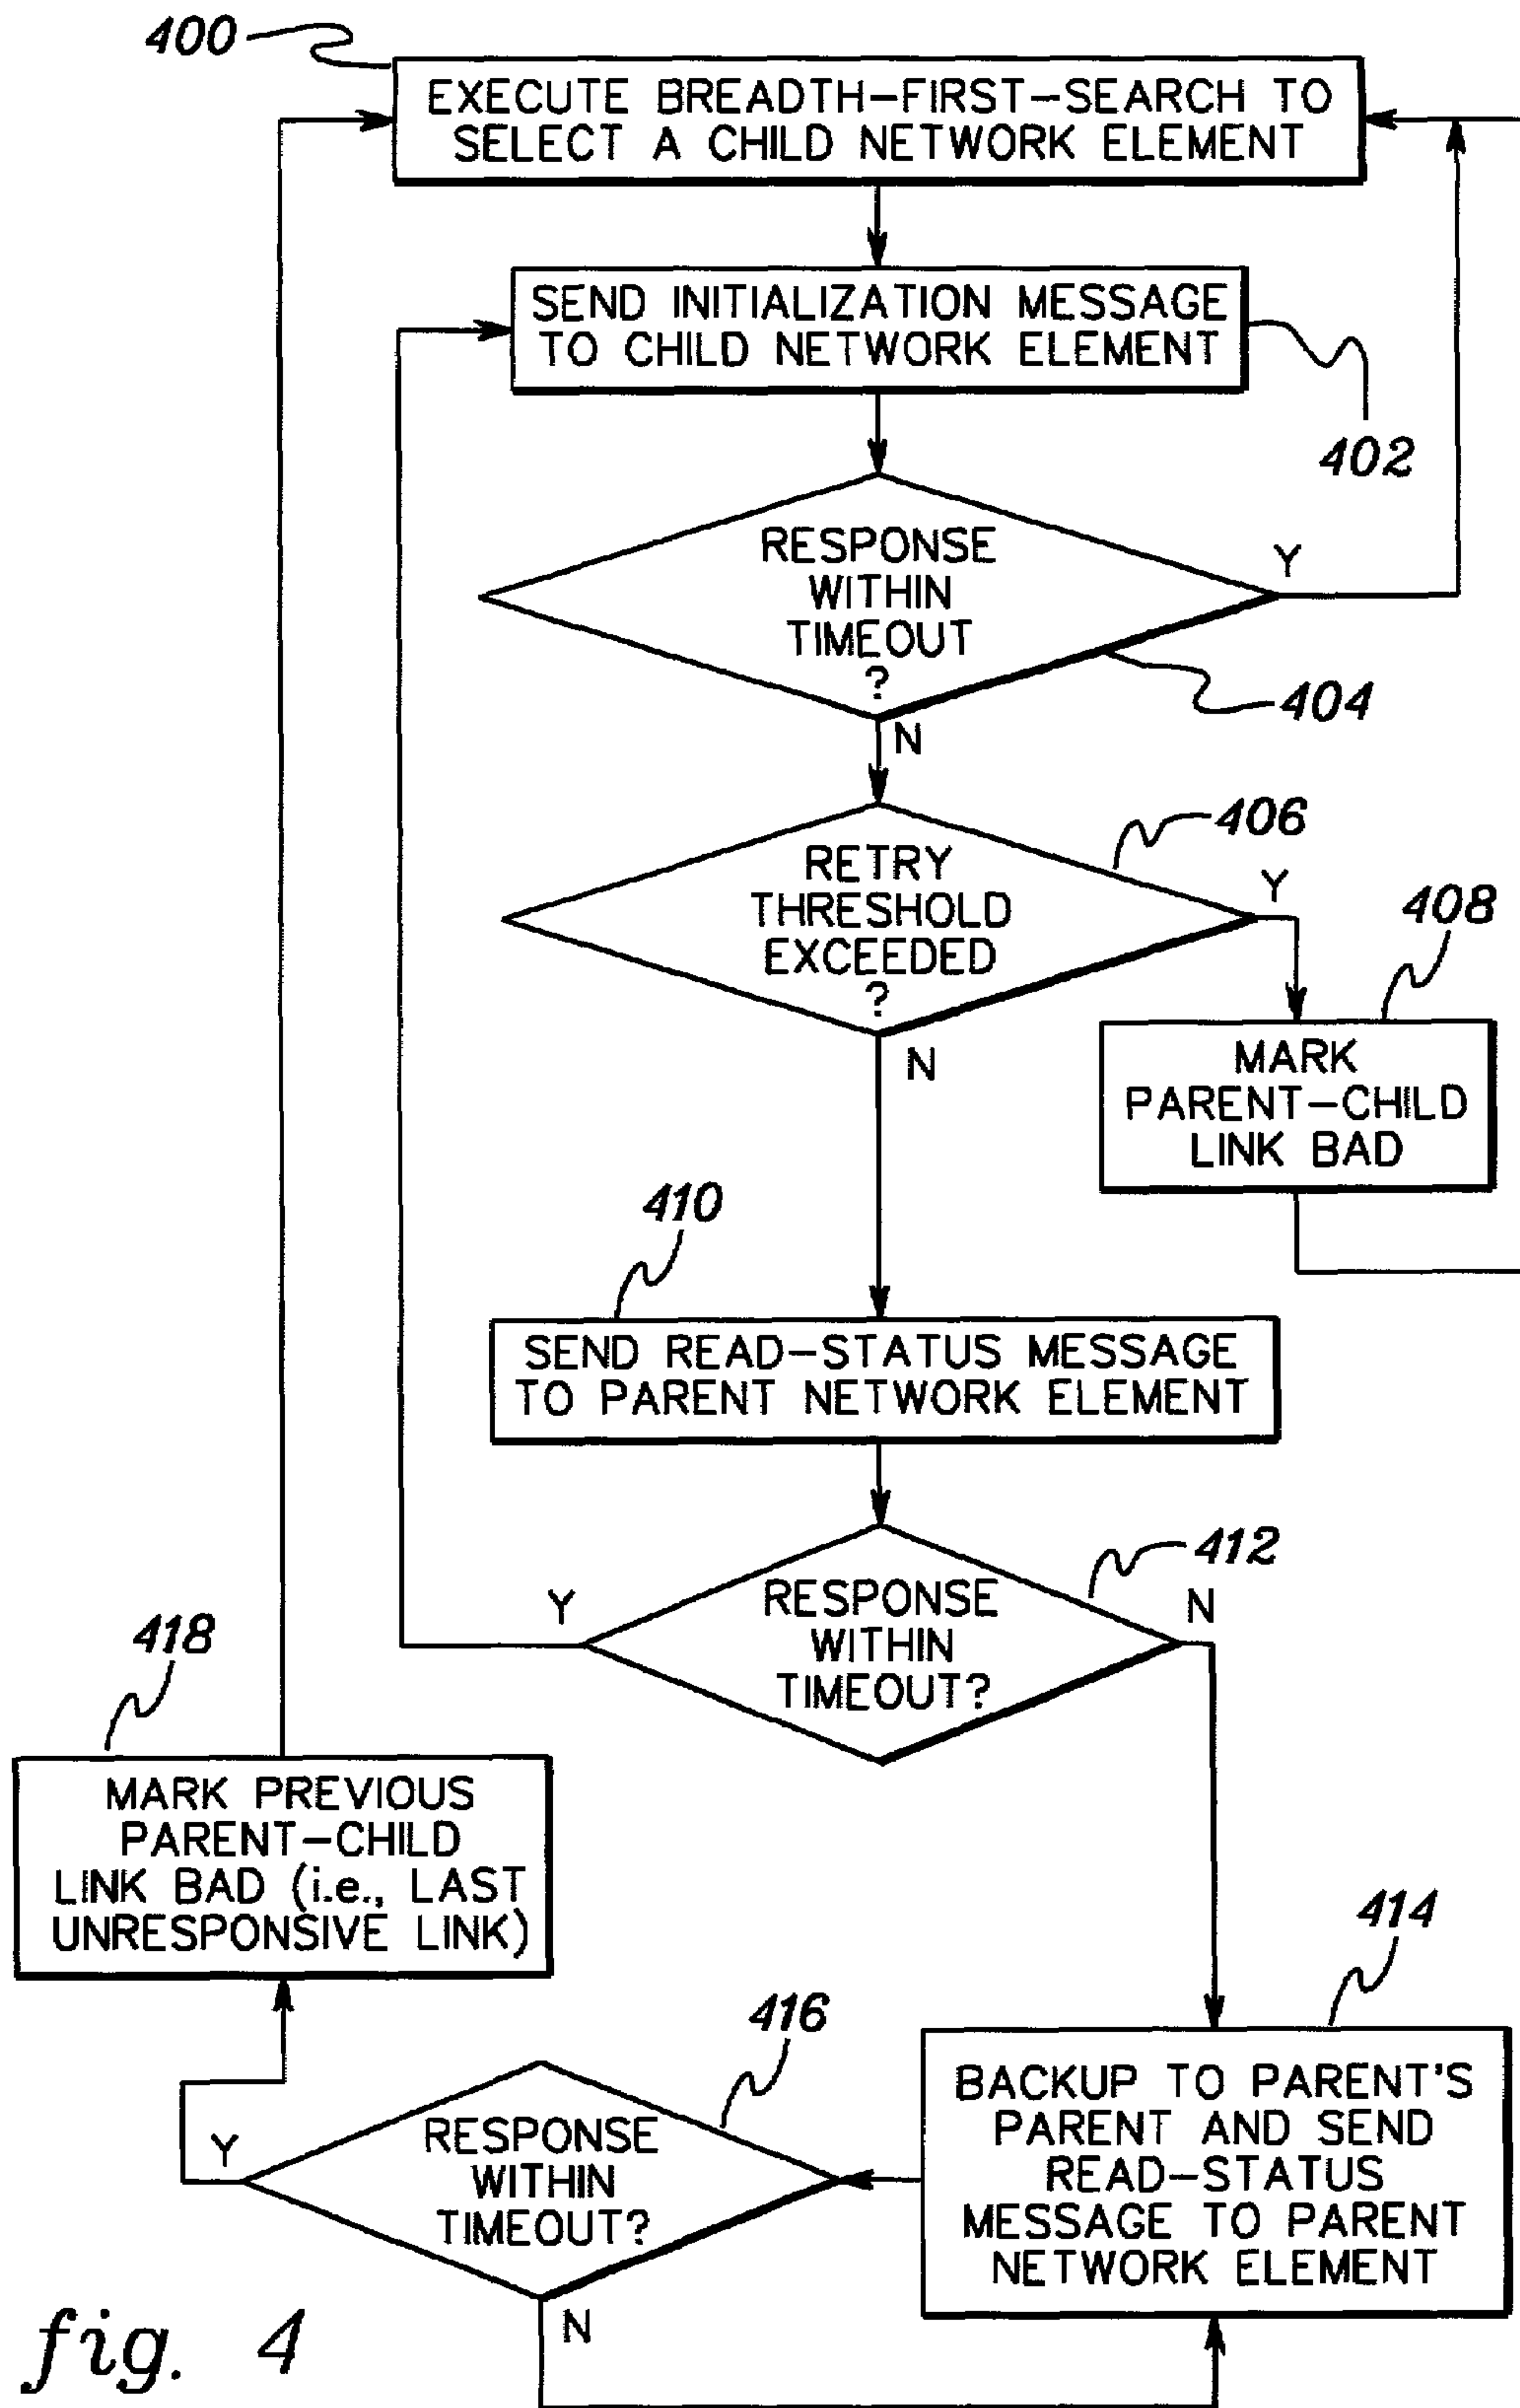 400
EXECUTE BREADTH-FIRST-SEARCH TO
SELECT A CHILD NETWORK ELEMENT
SEND INITIALIZATION MESSAGE
TO CHILD NETWORK ELEMENT
402
RESPONSE
WITHIN
TIMEOUT
?
Y
404
N
406
RETRY
THRESHOLD
EXCEEDED
?
Y
408
N
MARK
PARENT-CHILD
LINK BAD
410
SEND READ-STATUS MESSAGE
TO PARENT NETWORK ELEMENT
412
RESPONSE
WITHIN
TIMEOUT?
Y
N
418
MARK PREVIOUS
PARENT-CHILD
LINK BAD (i.e., LAST
UNRESPONSIVE LINK)
414
416
BACKUP TO PARENT'S
PARENT AND SEND
READ-STATUS
MESSAGE TO PARENT
NETWORK ELEMENT
RESPONSE
WITHIN
TIMEOUT?
Y
N
fig. 4